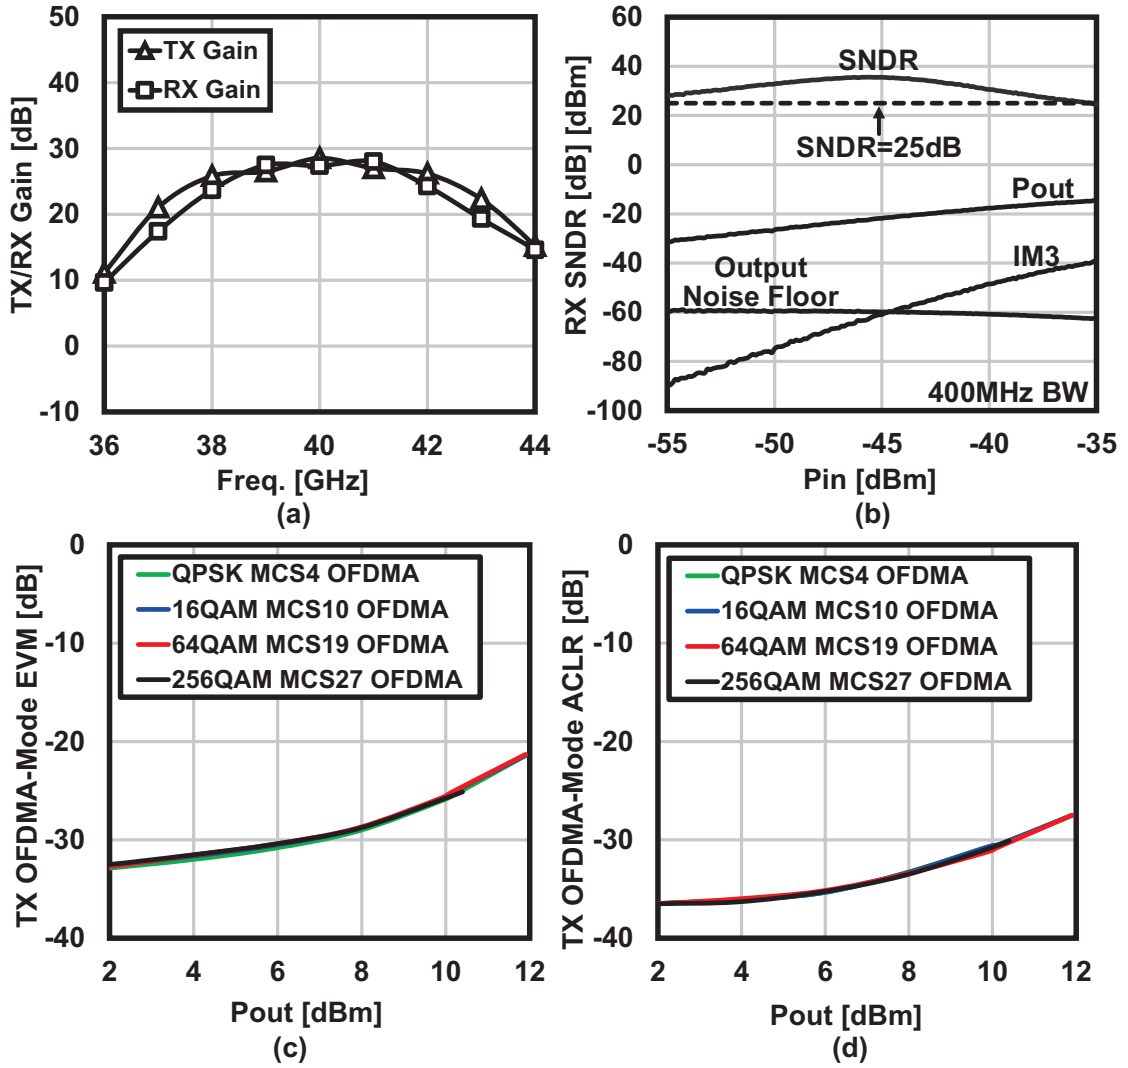 TX/RX Gain [dB]
50
40
30
20
10
0
-10
TX Gain
RX Gain
36
38
40
42
44
Freq. [GHz]
(a)
RX SNDR [dB] [dBm]
60
40
20
0
-20
-40
-60
-80
-100
SNDR
SNDR=25dB
Pout
IM3
Output
Noise Floor
400MHz BW
-55
-50
-45
-40
-35
Pin [dBm]
(b)
TX OFDMA-Mode EVM [dB]
0
-10
-20
-30
-40
QPSK MCS4 OFDMA
16QAM MCS10 OFDMA
64QAM MCS19 OFDMA
256QAM MCS27 OFDMA
2
4
6
8
10
12
Pout [dBm]
(c)
TX OFDMA-Mode ACLR [dB]
0
-10
-20
-30
-40
QPSK MCS4 OFDMA
16QAM MCS10 OFDMA
64QAM MCS19 OFDMA
256QAM MCS27 OFDMA
2
4
6
8
10
12
Pout [dBm]
(d)